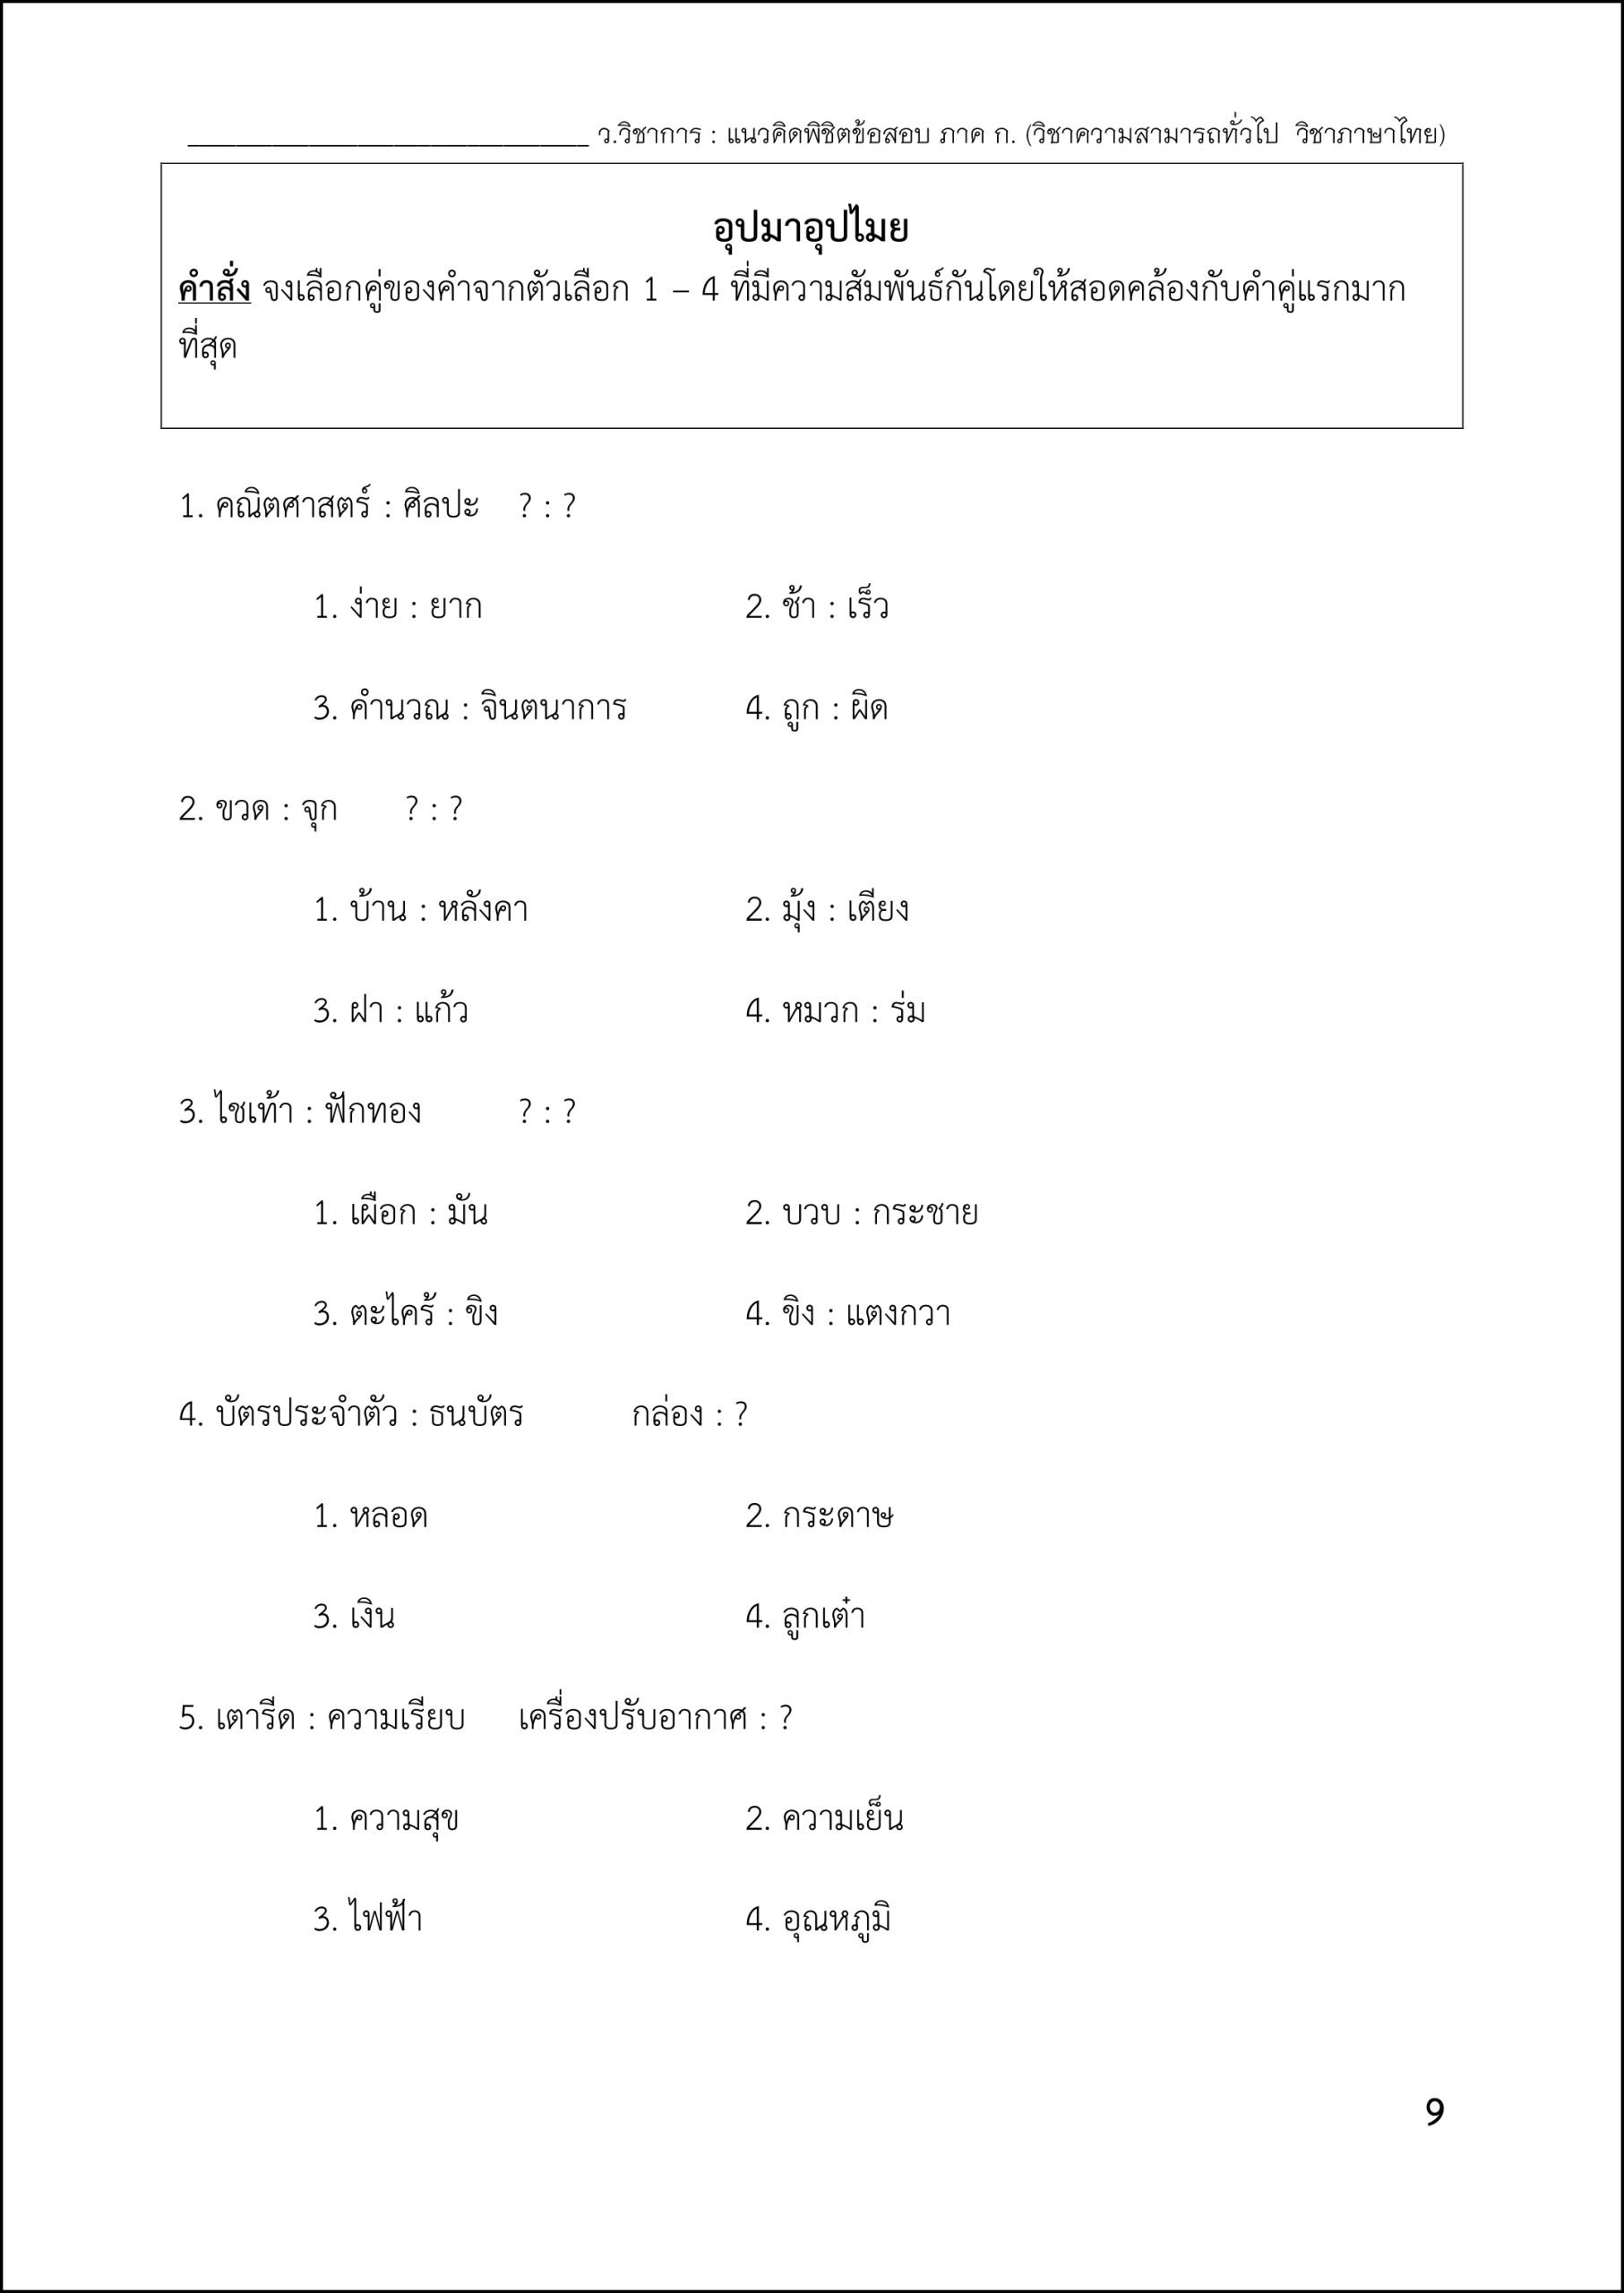 _________________________ ว.วิชาการ : แนวคิดพิชิตข้อสอบ ภาค ก. (วิชาความสามารถทั่วไป วิชาภาษาไทย)
อุปมาอุปไมย
คำสั่ง จงเลือกคู่ของคำจากตัวเลือก 1 – 4 ที่มีความสัมพันธ์กันโดยให้สอดคล้องกับคำคู่แรกมาก
ที่สุด
1. คณิตศาสตร์ : ศิลปะ ? : ?
1. ง่าย : ยาก 2. ช้า : เร็ว
3. คำนวณ : จินตนาการ 4. ถูก : ผิด
2. ขวด : จุก ? : ?
1. บ้าน : หลังคา 2. มุ้ง : เตียง
3. ฝา : แก้ว 4. หมวก : ร่ม
3. ไชเท้า : ฟักทอง ? : ?
1. เผือก : มัน 2. บวบ : กระชาย
3. ตะไคร้ : ขิง 4. ขิง : แตงกวา
4. บัตรประจำตัว : ธนบัตร กล่อง : ?
1. หลอด 2. กระดาษ
3. เงิน 4. ลูกเต๋า
5. เตารีด : ความเรียบ เครื่องปรับอากาศ : ?
1. ความสุข 2. ความเย็น
3. ไฟฟ้า 4. อุณหภูมิ
9